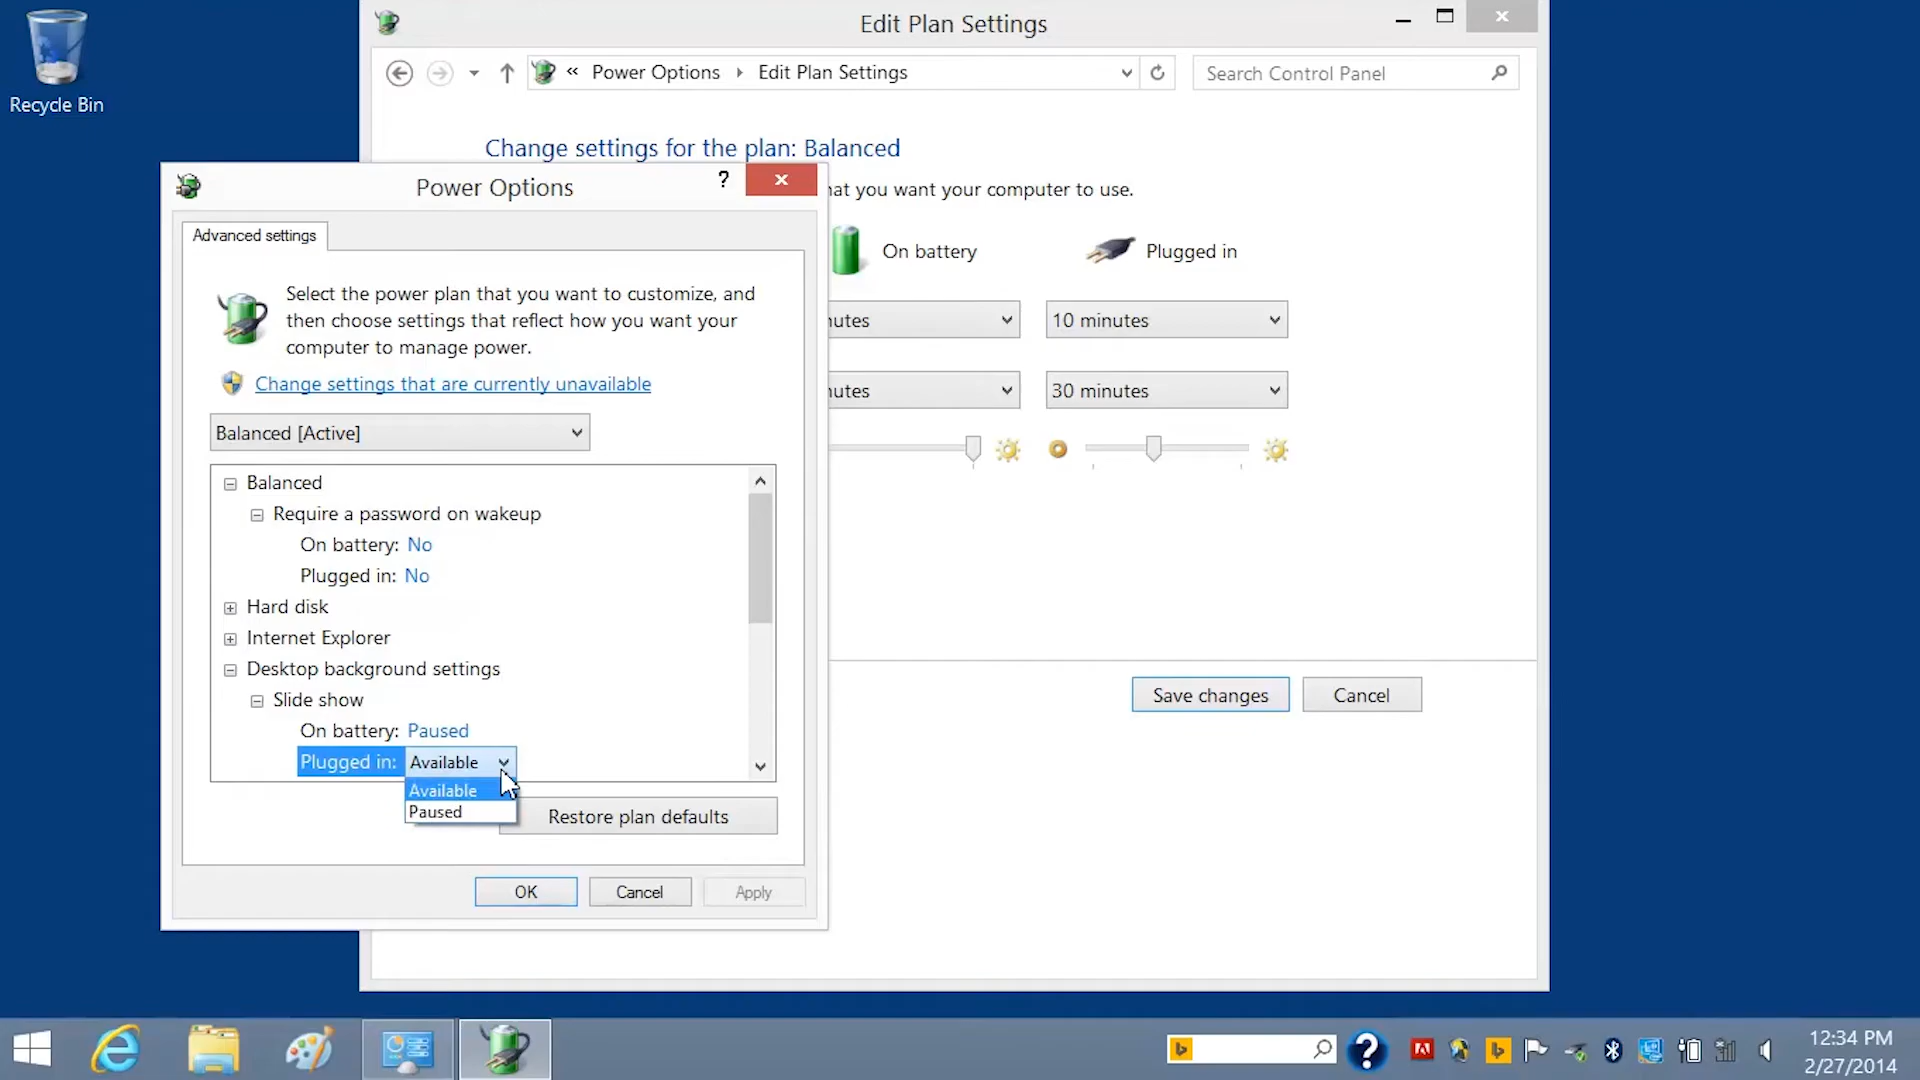 Recycle Bin
Edit Plan Settings
« Power Options Edit Plan Settings
Search Control Panel
Change settings for the plan: Balanced
at you want your computer to use.
On battery
Plugged in
utes
10 minutes
utes
30 minutes
Save changes
Cancel
Power Options
?
Advanced settings
Select the power plan that you want to customize, and
then choose settings that reflect how you want your
computer to manage power.
Change settings that are currently unavailable
Balanced [Active]
Balanced
Require a password on wakeup
On battery: No
Plugged in: No
Hard disk
Internet Explorer
Desktop background settings
Slide show
On battery: Paused
Plugged in: Available
Available
Paused
Restore plan defaults
OK
Cancel
Apply
12:34 PM
2/27/2014